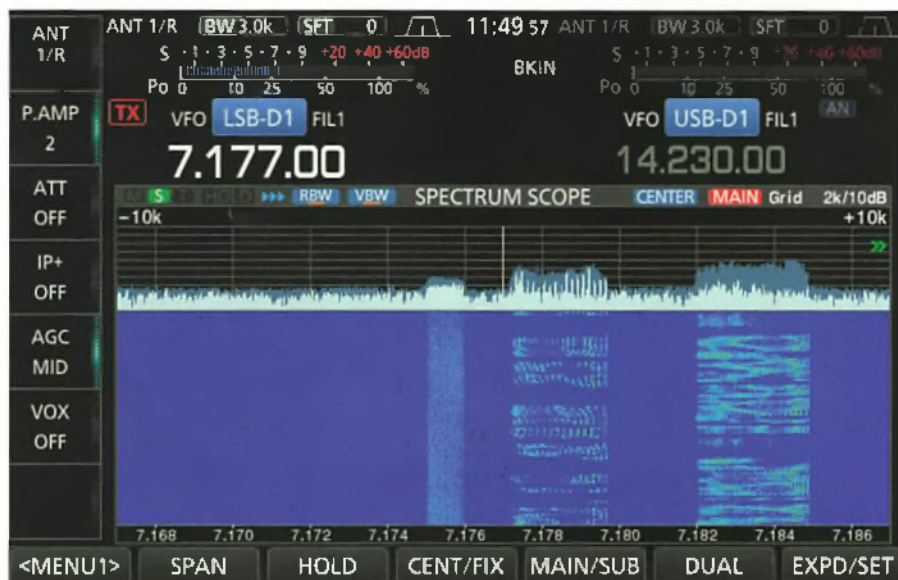 ANT 1/R BW 3.0k SFT 0 11:49 57 ANT 1/R BW 3.0k SFT 0
ANT 1/R
S 1 3 5 7 9 +20 +40 +60dB BKIN S 1 3 5 7 9 +20 +40 +60dB
Po 0 10 25 50 100 % Po 0 10 25 50 100 %
P.AMP 2
TX VFO LSB-D1 FIL1 VFO USB-D1 FIL1 AN
7.177.00 14.230.00
ATT OFF
S HOLD RBW VBW SPECTRUM SCOPE CENTER MAIN Grid 2k/10dB
-10k +10k
IP+ OFF
AGC MID
VOX OFF
7.168 7.170 7.172 7.174 7.176 7.178 7.180 7.182 7.184 7.186
<MENU1> SPAN HOLD CENT/FIX MAIN/SUB DUAL EXPD/SET